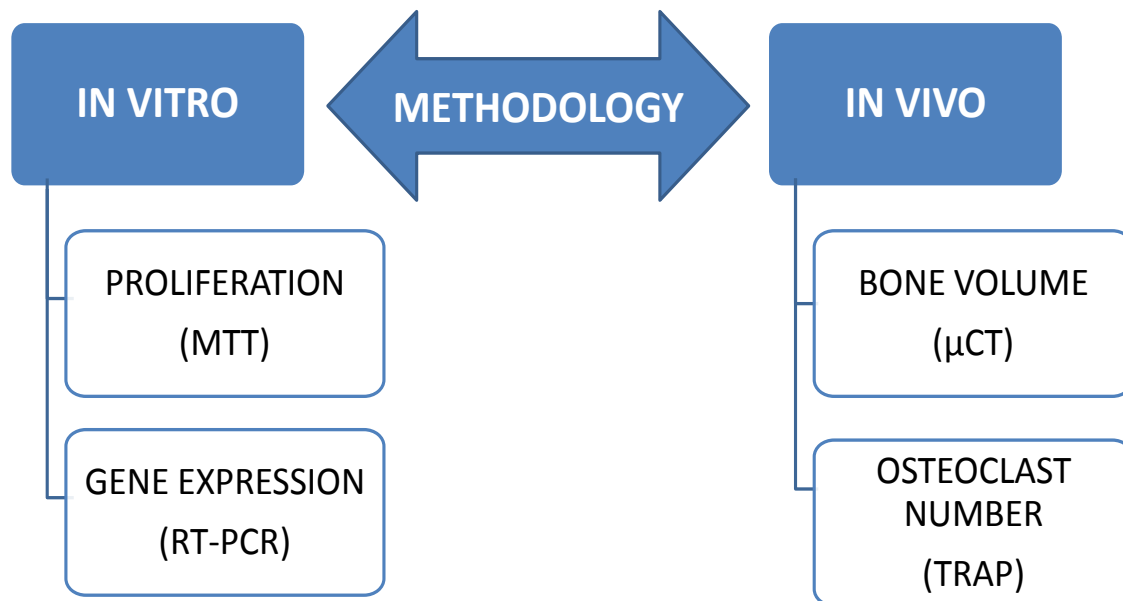 IN VITRO
METHODOLOGY
IN VIVO
PROLIFERATION
(MTT)
GENE EXPRESSION
(RT-PCR)
BONE VOLUME
(µCT)
OSTEOCLAST
NUMBER
(TRAP)